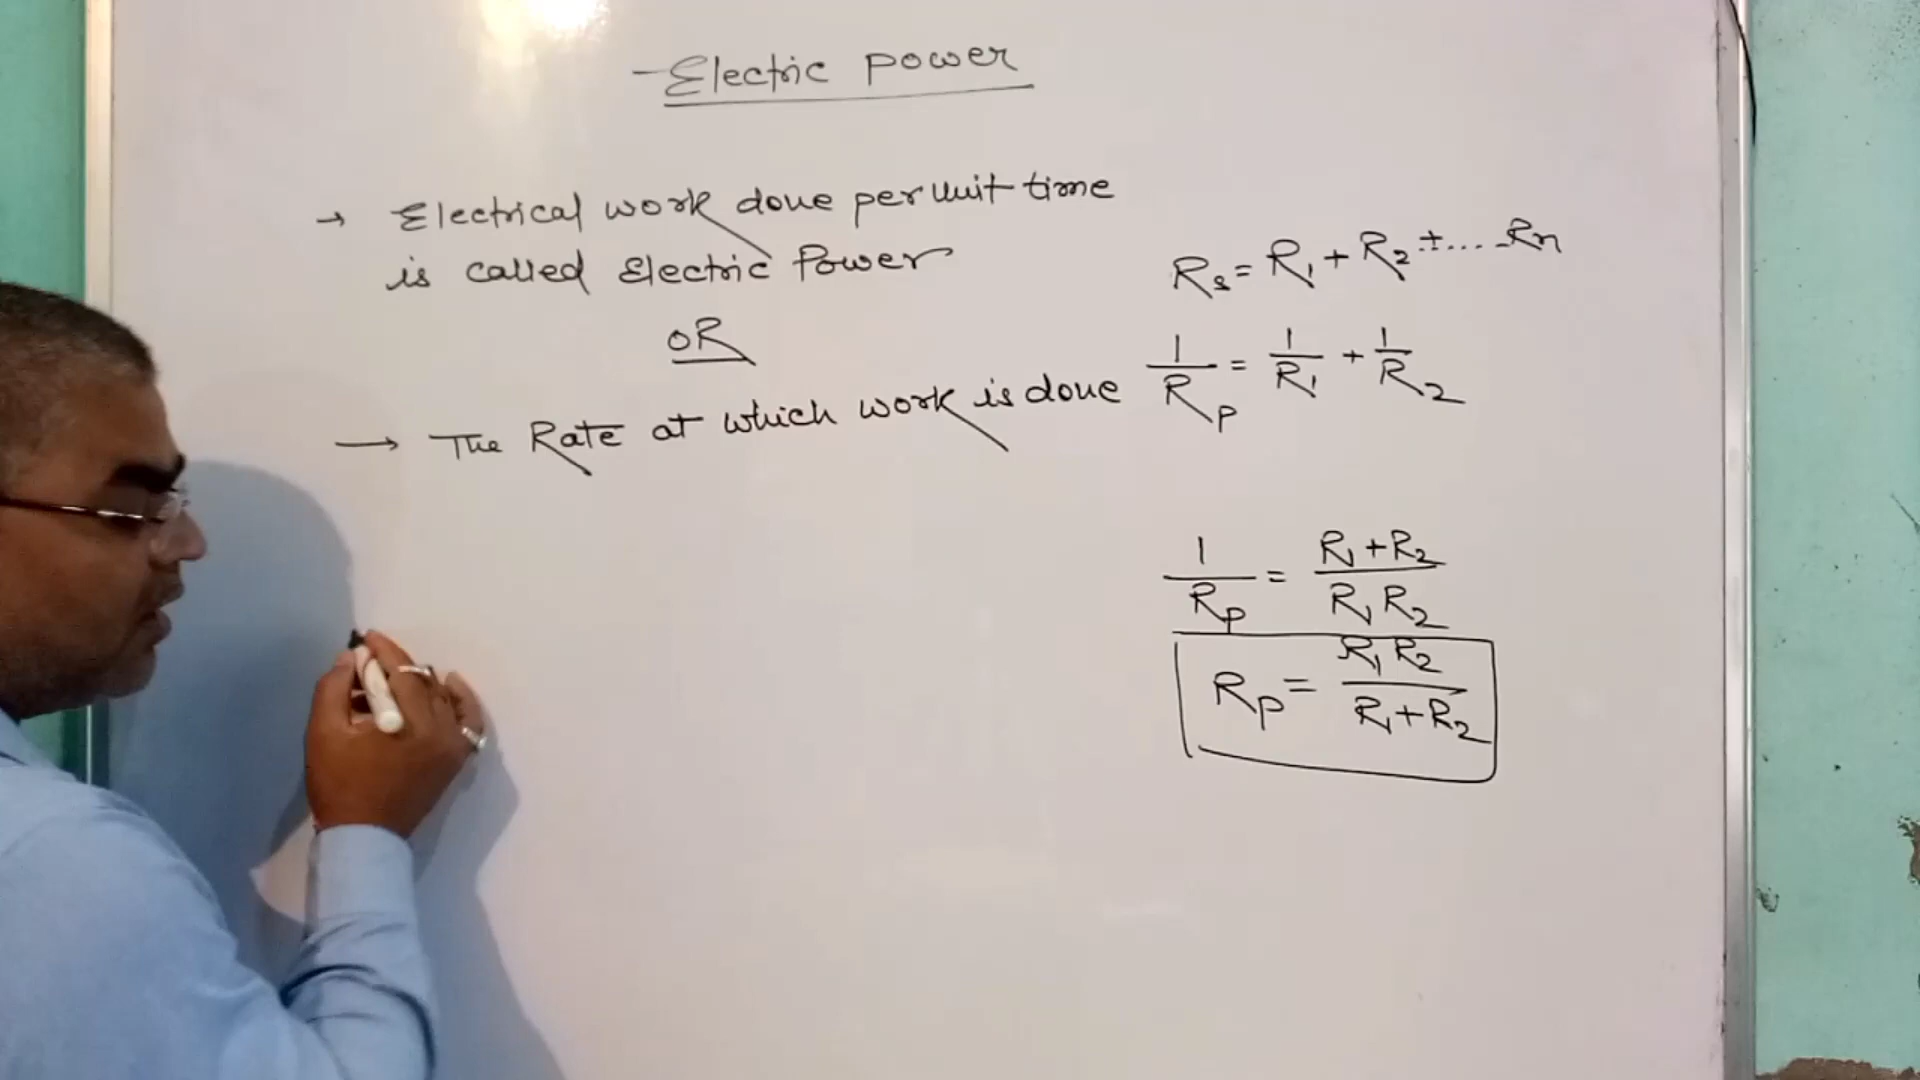 Electric power
→ Electrical work done per unit time
is called Electric Power
OR
→ The Rate at which work is done
Rs = R1 + R2 + .... Rn
1/Rp = 1/R1 + 1/R2
1/Rp = R1 + R2 / R1 R2
Rp = R1 R2 / R1 + R2